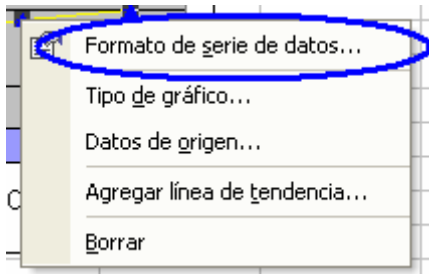 Formato de serie de datos...
Tipo de gráfico...
Datos de origen...
Agregar línea de tendencia...
C
Borrar